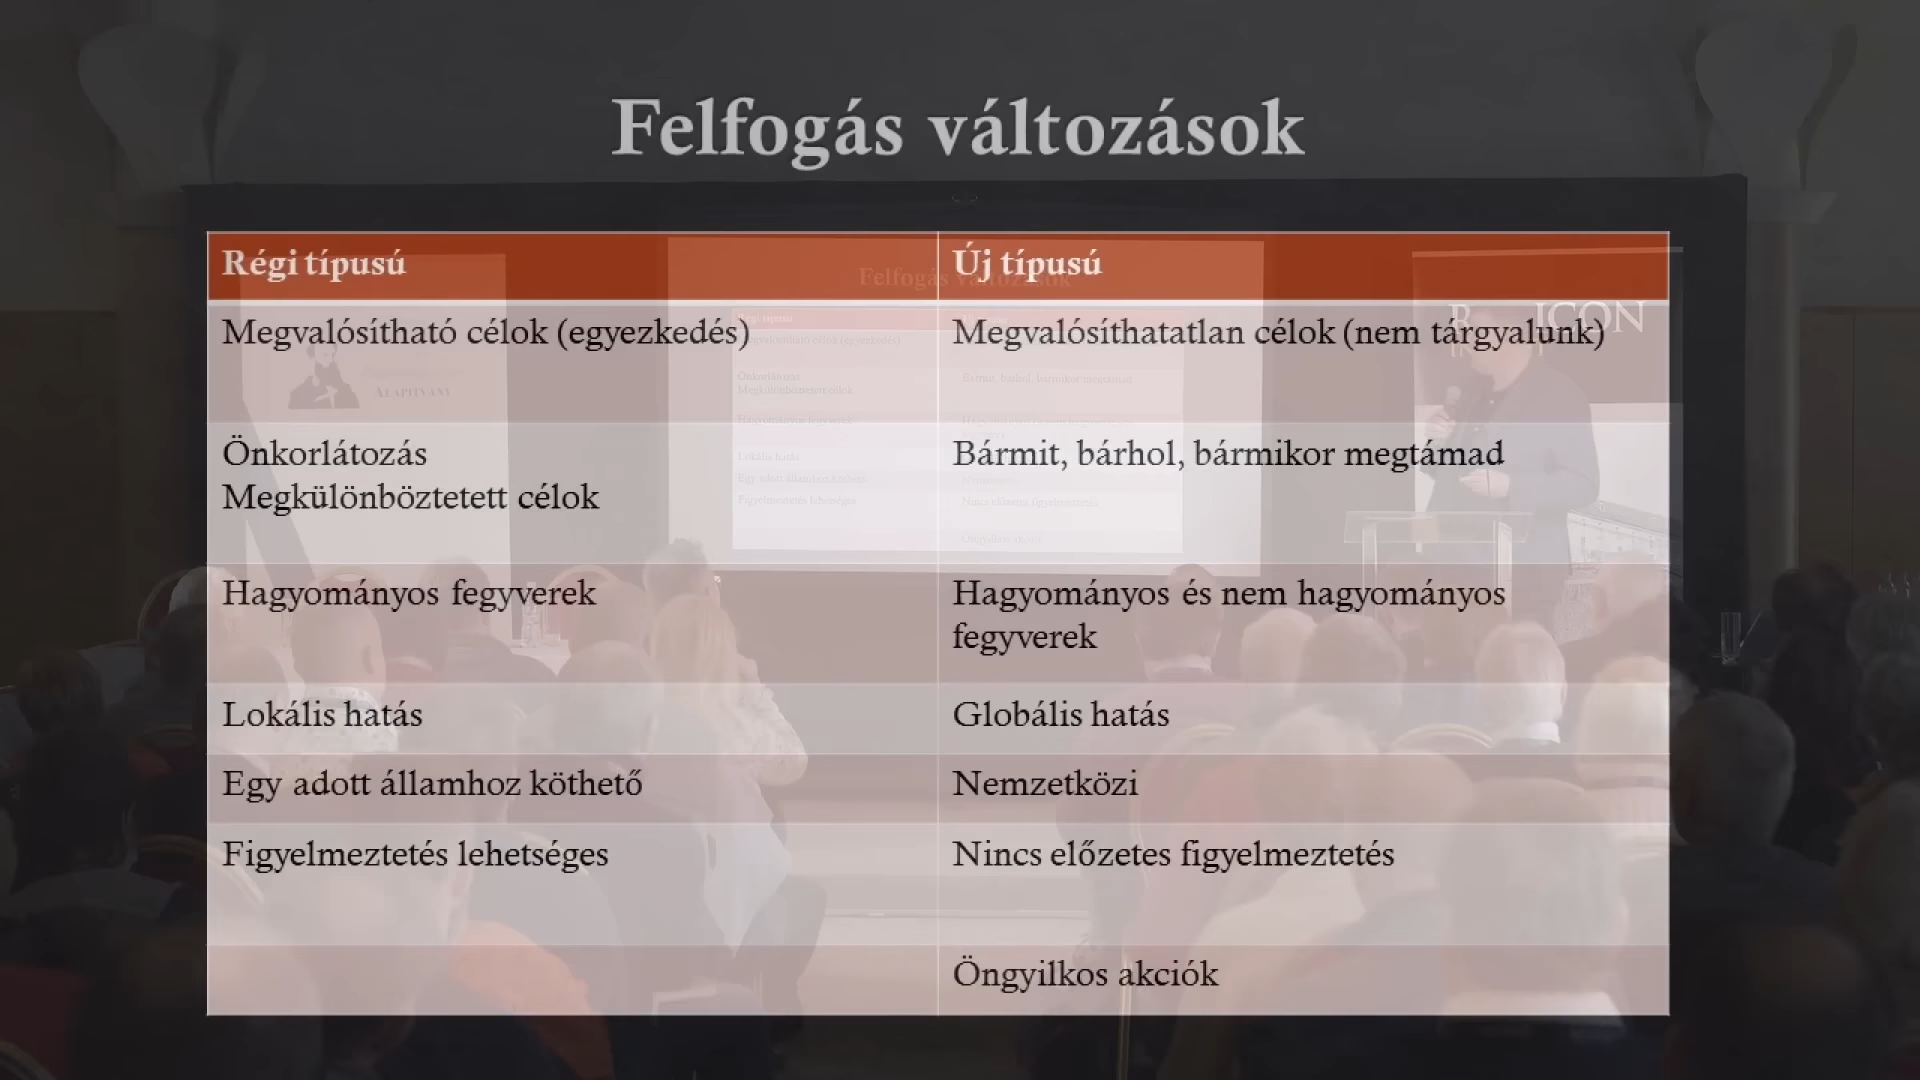 Felfogás változások
Régi típusú
Új típusú
Megvalósítható célok (egyezkedés)
Megvalósíthatatlan célok (nem tárgyalunk)
Önkorlátozás
Megkülönböztetett célok
Bármit, bárhol, bármikor megtámad
Hagyományos fegyverek
Hagyományos és nem hagyományos
fegyverek
Lokális hatás
Globális hatás
Egy adott államhoz köthető
Nemzetközi
Figyelmeztetés lehetséges
Nincs előzetes figyelmeztetés
Öngyilkos akciók
Alapítvány